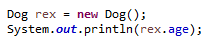 Dog rex = new Dog();
System.out.println(rex.age);